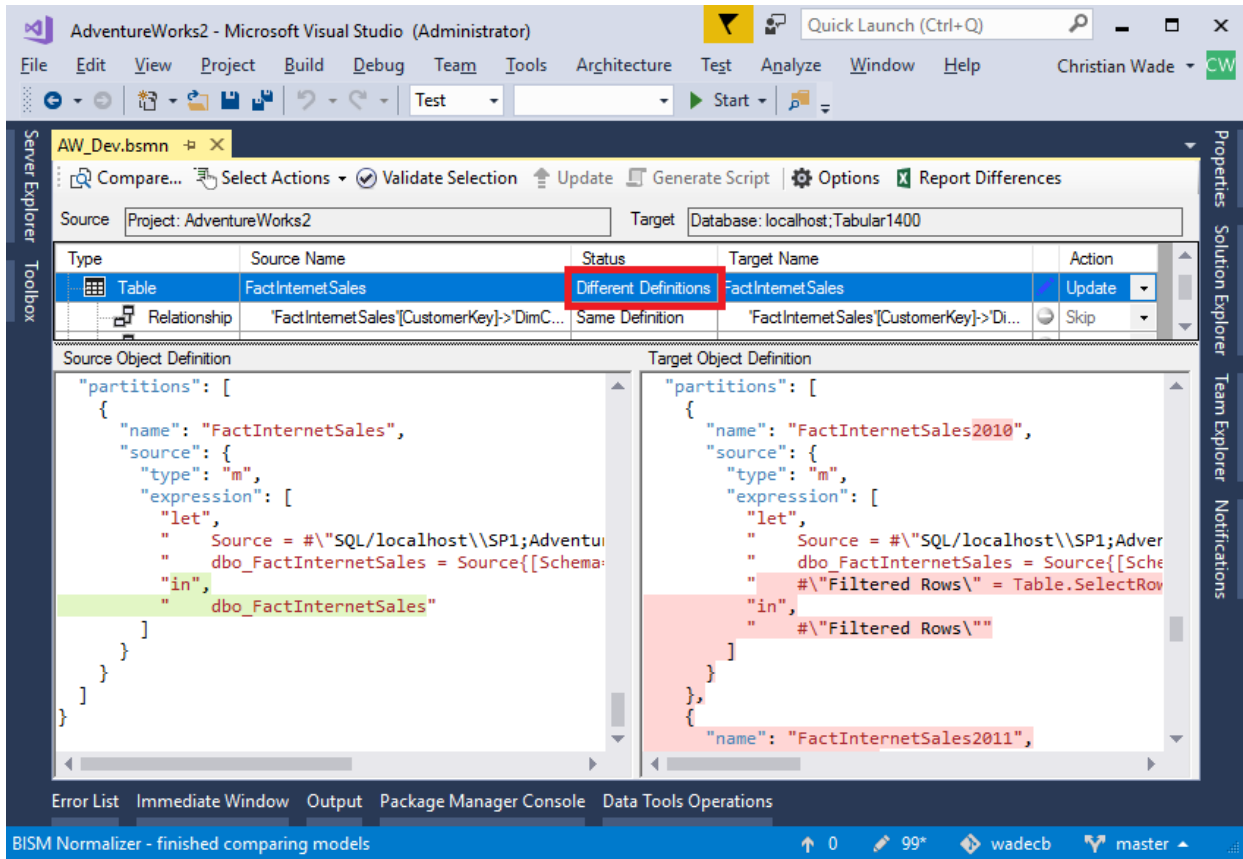 AdventureWorks2 - Microsoft Visual Studio (Administrator)
Quick Launch (Ctrl+Q)
File Edit View Project Build Debug Team Tools Architecture Test Analyze Window Help Christian Wade CW
Test Start
AW_Dev.bsmn
Compare... Select Actions Validate Selection Update Generate Script Options Report Differences
Source Project: AdventureWorks2 Target Database: localhost;Tabular1400
Type Source Name Status Target Name Action
Table FactInternetSales Different Definitions FactInternetSales Update
Relationship 'FactInternetSales'[CustomerKey]->'DimC... Same Definition 'FactInternetSales'[CustomerKey]->'Di... Skip
Source Object Definition
"partitions": [
{
"name": "FactInternetSales",
"source": {
"type": "m",
"expression": [
"let",
"    Source = #\"SQL/localhost\\SP1;Adventu
"    dbo_FactInternetSales = Source{[Schema=
"in",
"    dbo_FactInternetSales"
]
}
}
]
}
Target Object Definition
"partitions": [
{
"name": "FactInternetSales2010",
"source": {
"type": "m",
"expression": [
"let",
"    Source = #\"SQL/localhost\\SP1;Adver
"    dbo_FactInternetSales = Source{[Sche
"    #\"Filtered Rows\" = Table.SelectRow
"in",
"    #\"Filtered Rows\""
]
}
},
{
"name": "FactInternetSales2011",
Server Explorer
Toolbox
Properties
Solution Explorer
Team Explorer
Notifications
Error List Immediate Window Output Package Manager Console Data Tools Operations
BISM Normalizer - finished comparing models 0 99* wadecb master